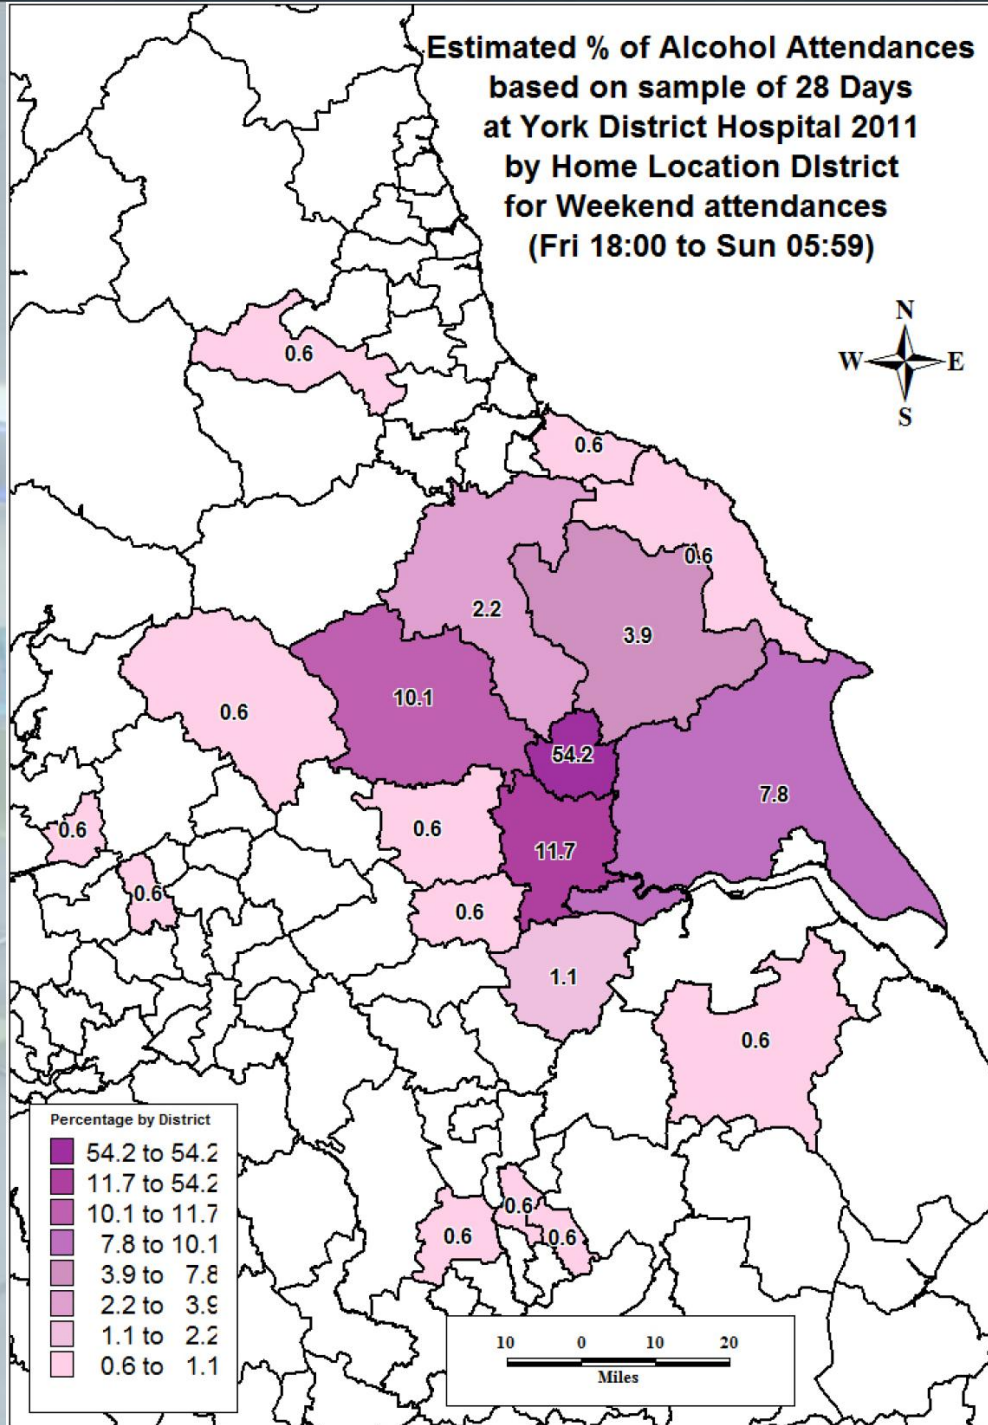 Estimated % of Alcohol Attendances
based on sample of 28 Days
at York District Hospital 2011
by Home Location DIstrict
for Weekend attendances
(Fri 18:00 to Sun 05:59)
N
W E
S
0.6
0.6
0.6
2.2
3.9
10.1
0.6
54.2
7.8
0.6
0.6
11.7
0.6
0.6
1.1
0.6
0.6
0.6
0.6
Percentage by District
54.2 to 54.2
11.7 to 54.2
10.1 to 11.7
7.8 to 10.1
3.9 to 7.8
2.2 to 3.9
1.1 to 2.2
0.6 to 1.1
10 0 10 20
Miles